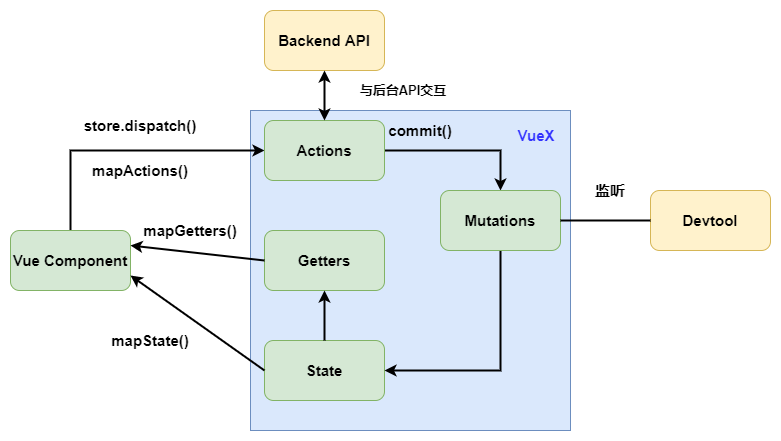 Backend API
与后台API交互
store.dispatch()
commit()
VueX
Actions
mapActions()
监听
Mutations
Devtool
mapGetters()
Vue Component
Getters
mapState()
State